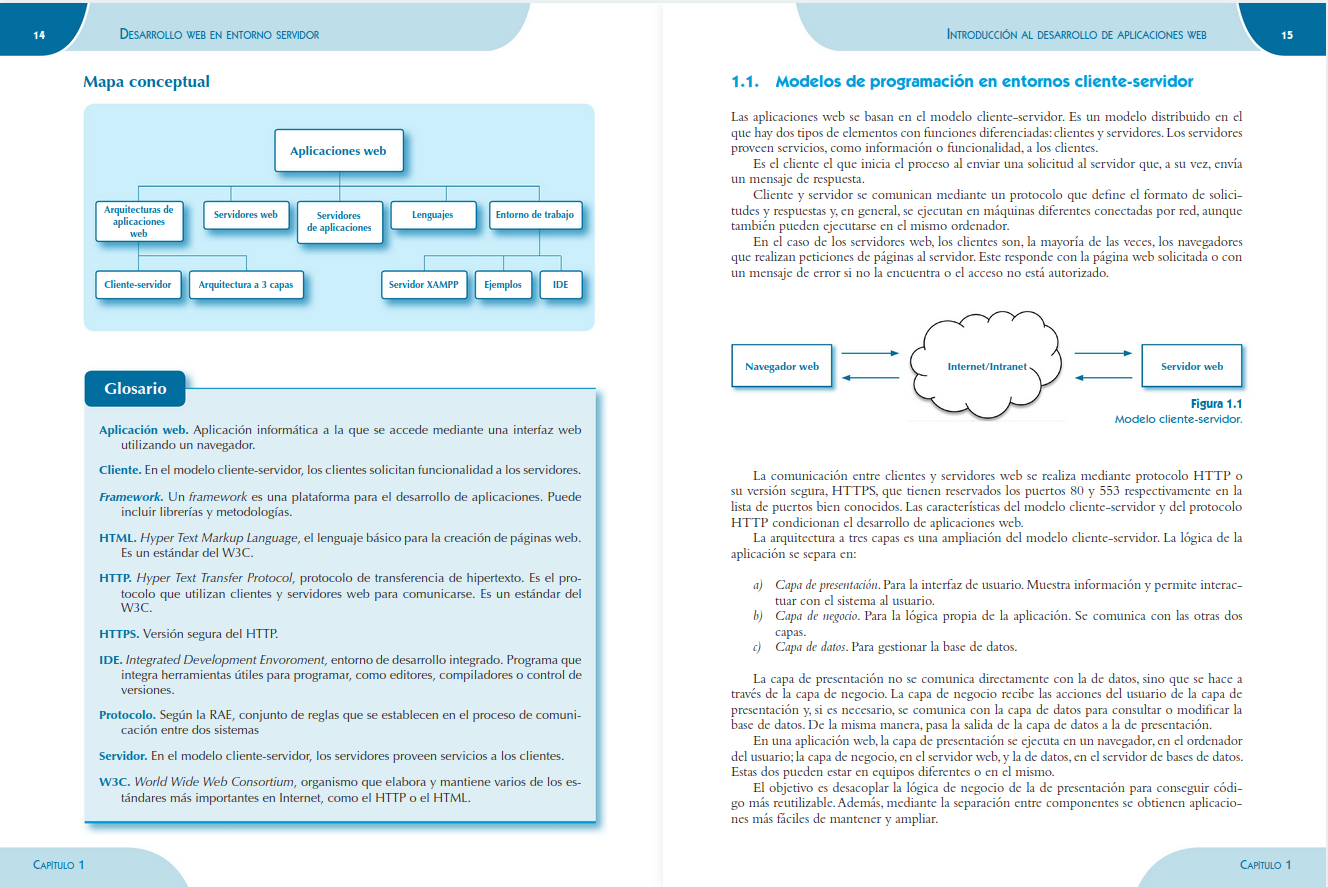 14
DESARROLLO WEB EN ENTORNO SERVIDOR
Mapa conceptual
Aplicaciones web
Arquitecturas de
aplicaciones
web
Servidores web
Servidores
de aplicaciones
Lenguajes
Entorno de trabajo
Cliente-servidor
Arquitectura a 3 capas
Servidor XAMPP
Ejemplos
IDE
Glosario
Aplicación web. Aplicación informática a la que se accede mediante una interfaz web
utilizando un navegador.
Cliente. En el modelo cliente-servidor, los clientes solicitan funcionalidad a los servidores.
Framework. Un framework es una plataforma para el desarrollo de aplicaciones. Puede
incluir librerías y metodologías.
HTML. Hyper Text Markup Language, el lenguaje básico para la creación de páginas web.
Es un estándar del W3C.
HTTP. Hyper Text Transfer Protocol, protocolo de transferencia de hipertexto. Es el pro-
tocolo que utilizan clientes y servidores web para comunicarse. Es un estándar del
W3C.
HTTPS. Versión segura del HTTP.
IDE. Integrated Development Envoroment, entorno de desarrollo integrado. Programa que
integra herramientas útiles para programar, como editores, compiladores o control de
versiones.
Protocolo. Según la RAE, conjunto de reglas que se establecen en el proceso de comuni-
cación entre dos sistemas
Servidor. En el modelo cliente-servidor, los servidores proveen servicios a los clientes.
W3C. World Wide Web Consortium, organismo que elabora y mantiene varios de los es-
tándares más importantes en Internet, como el HTTP o el HTML.
CAPÍTULO 1
INTRODUCCIÓN AL DESARROLLO DE APLICACIONES WEB
15
1.1. Modelos de programación en entornos cliente-servidor
Las aplicaciones web se basan en el modelo cliente-servidor. Es un modelo distribuido en el
que hay dos tipos de elementos con funciones diferenciadas: clientes y servidores. Los servidores
proveen servicios, como información o funcionalidad, a los clientes.
Es el cliente el que inicia el proceso al enviar una solicitud al servidor que, a su vez, envía
un mensaje de respuesta.
Cliente y servidor se comunican mediante un protocolo que define el formato de solici-
tudes y respuestas y, en general, se ejecutan en máquinas diferentes conectadas por red, aunque
también pueden ejecutarse en el mismo ordenador.
En el caso de los servidores web, los clientes son, la mayoría de las veces, los navegadores
que realizan peticiones de páginas al servidor. Este responde con la página web solicitada o con
un mensaje de error si no la encuentra o el acceso no está autorizado.
Navegador web
Internet/Intranet
Servidor web
Figura 1.1
Modelo cliente-servidor.
La comunicación entre clientes y servidores web se realiza mediante protocolo HTTP o
su versión segura, HTTPS, que tienen reservados los puertos 80 y 553 respectivamente en la
lista de puertos bien conocidos. Las características del modelo cliente-servidor y del protocolo
HTTP condicionan el desarrollo de aplicaciones web.
La arquitectura a tres capas es una ampliación del modelo cliente-servidor. La lógica de la
aplicación se separa en:
a) Capa de presentación. Para la interfaz de usuario. Muestra información y permite interac-
tuar con el sistema al usuario.
b) Capa de negocio. Para la lógica propia de la aplicación. Se comunica con las otras dos
capas.
c) Capa de datos. Para gestionar la base de datos.
La capa de presentación no se comunica directamente con la de datos, sino que se hace a
través de la capa de negocio. La capa de negocio recibe las acciones del usuario de la capa de
presentación y, si es necesario, se comunica con la capa de datos para consultar o modificar la
base de datos. De la misma manera, pasa la salida de la capa de datos a la de presentación.
En una aplicación web, la capa de presentación se ejecuta en un navegador, en el ordenador
del usuario; la capa de negocio, en el servidor web, y la de datos, en el servidor de bases de datos.
Estas dos pueden estar en equipos diferentes o en el mismo.
El objetivo es desacoplar la lógica de negocio de la de presentación para conseguir códi-
go más reutilizable. Además, mediante la separación entre componentes se obtienen aplicacio-
nes más fáciles de mantener y ampliar.
CAPÍTULO 1